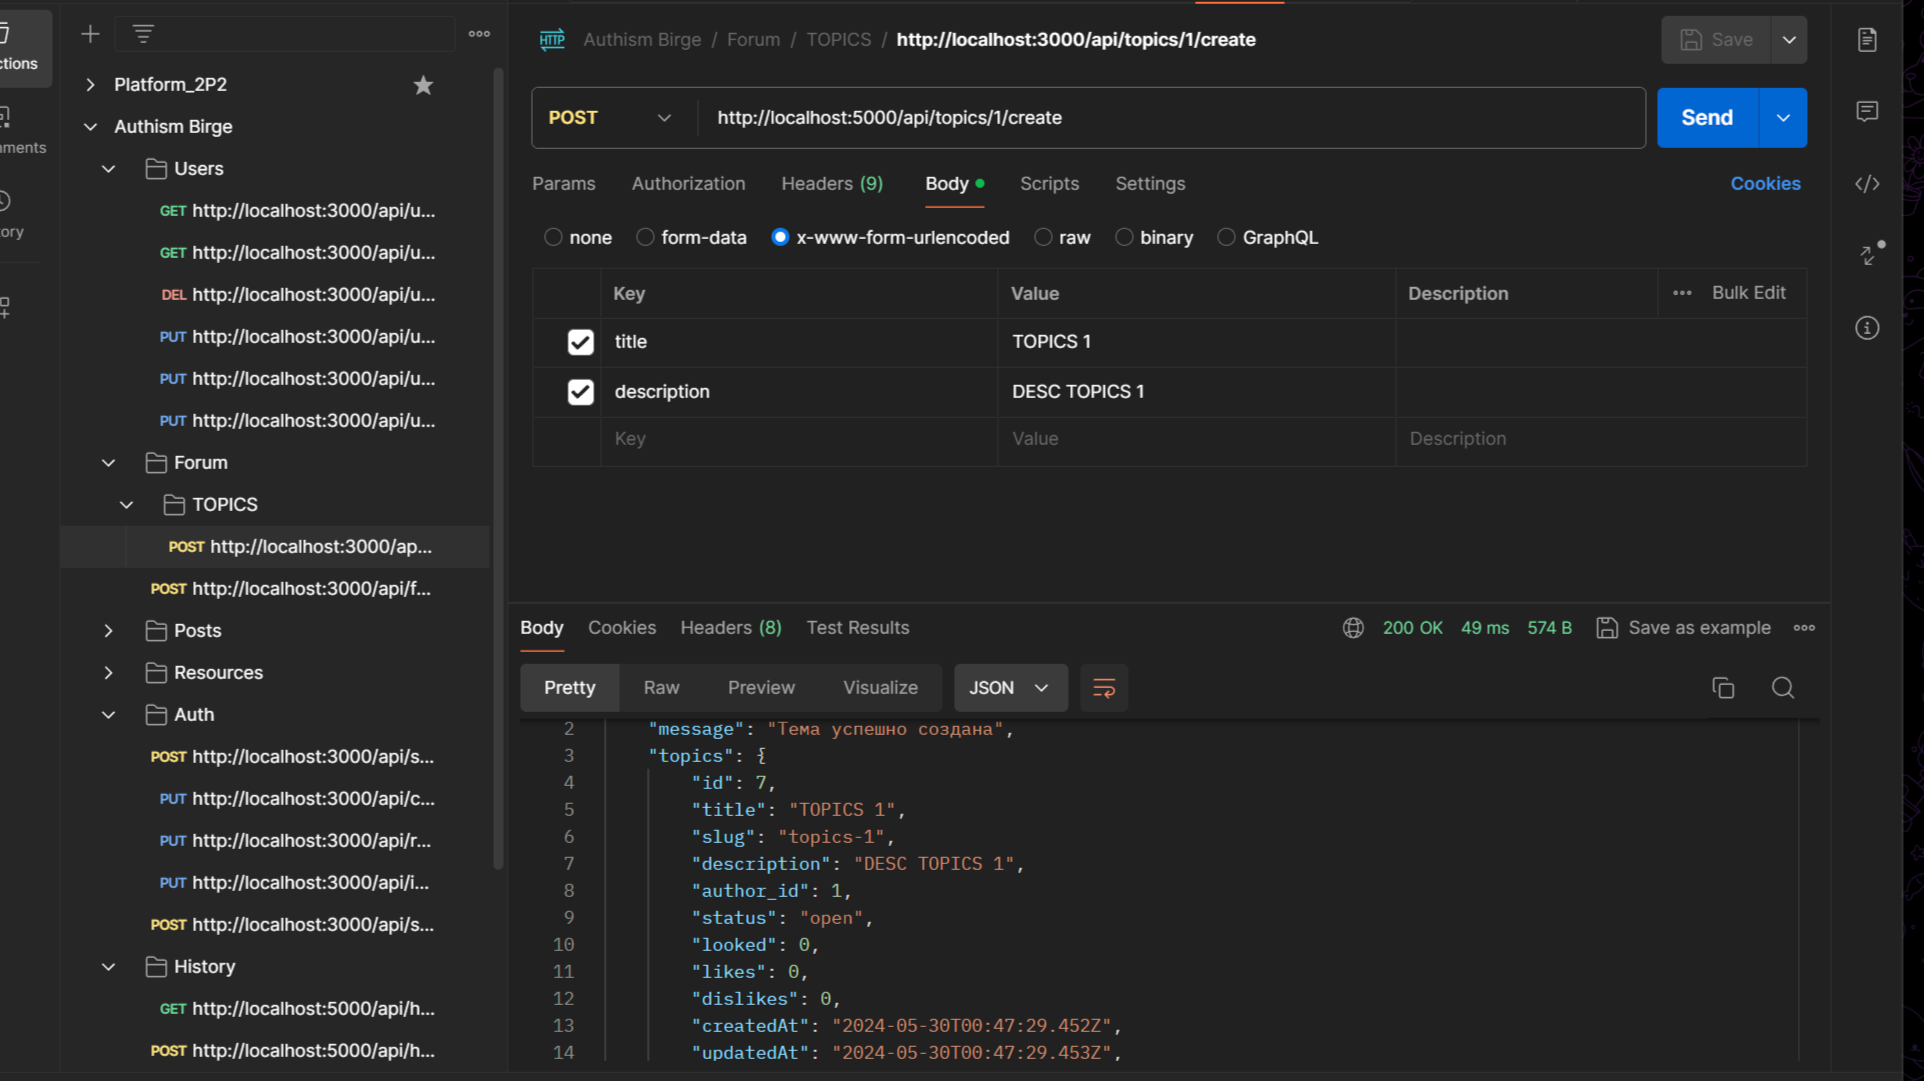 ctions
nments
ory
Platform_2P2
Authism Birge
Users
GET http://localhost:3000/api/u...
GET http://localhost:3000/api/u...
DEL http://localhost:3000/api/u...
PUT http://localhost:3000/api/u...
PUT http://localhost:3000/api/u...
PUT http://localhost:3000/api/u...
Forum
TOPICS
POST http://localhost:3000/ap...
POST http://localhost:3000/api/f...
Posts
Resources
Auth
POST http://localhost:3000/api/s...
PUT http://localhost:3000/api/c...
PUT http://localhost:3000/api/r...
PUT http://localhost:3000/api/i...
POST http://localhost:3000/api/s...
History
GET http://localhost:5000/api/h...
POST http://localhost:5000/api/h...
HTTP Authism Birge / Forum / TOPICS / http://localhost:3000/api/topics/1/create Save
POST http://localhost:5000/api/topics/1/create Send
Params Authorization Headers (9) Body Scripts Settings Cookies
none form-data x-www-form-urlencoded raw binary GraphQL
Key Value Description Bulk Edit
title TOPICS 1
description DESC TOPICS 1
Key Value Description
Body Cookies Headers (8) Test Results 200 OK 49 ms 574 B Save as example
Pretty Raw Preview Visualize JSON
2 "message": "Тема успешно создана",
3 "topics": {
4 "id": 7,
5 "title": "TOPICS 1",
6 "slug": "topics-1",
7 "description": "DESC TOPICS 1",
8 "author_id": 1,
9 "status": "open",
10 "looked": 0,
11 "likes": 0,
12 "dislikes": 0,
13 "createdAt": "2024-05-30T00:47:29.452Z",
14 "updatedAt": "2024-05-30T00:47:29.453Z",